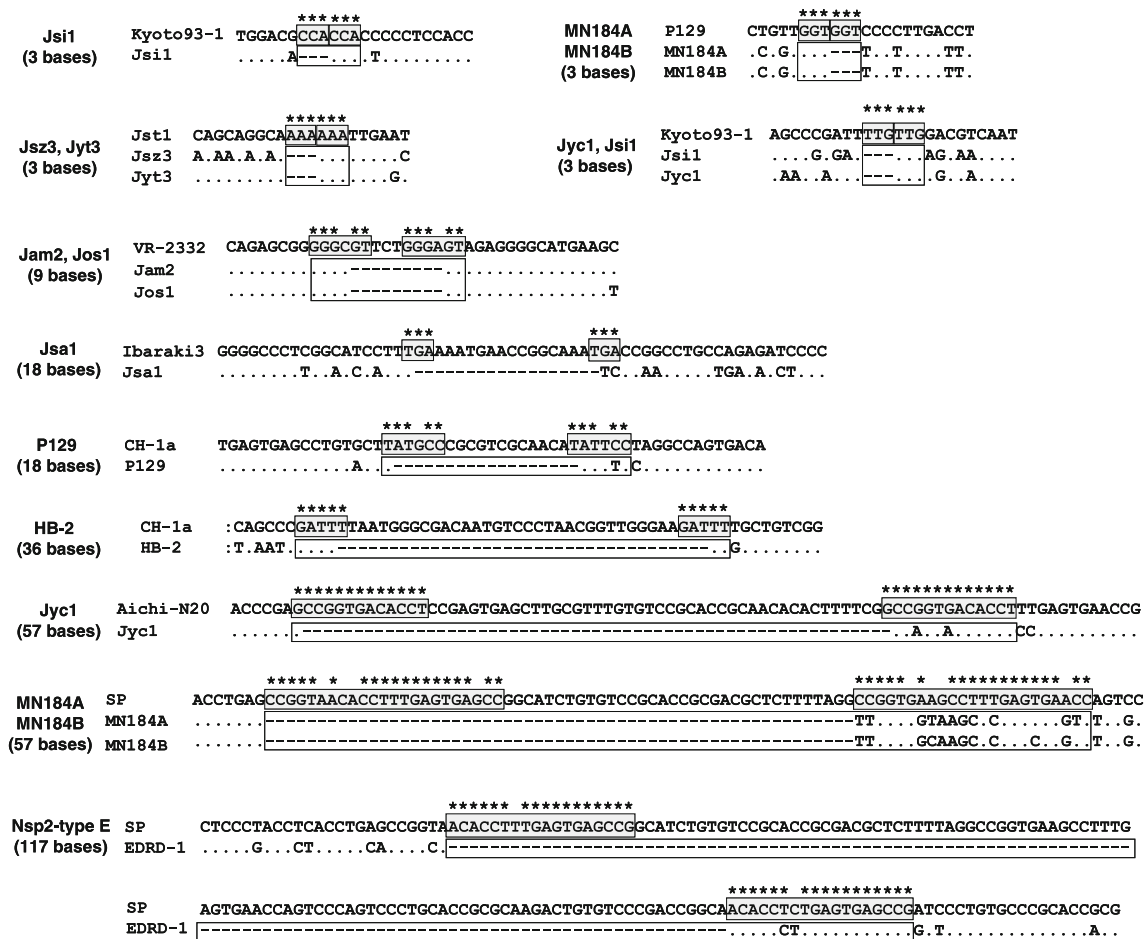 Jsi1
(3 bases)
*** ***
Kyoto93-1 TGGACGCCACCACCCCCTCCACC
Jsi1 .....A---....T.........
MN184A
MN184B
(3 bases)
*** ***
P129 CTGTTGGTGGTCCCCTTGACCT
MN184A .C.G....---T..T....TT.
MN184B .C.G....---T..T....TT.
Jsz3, Jyt3
(3 bases)
******
Jst1 CAGCAGGCAAAAAAATTGAAT
Jsz3 A.AA.A.A.---........C
Jyt3 .........---.......G.
Jyc1, Jsi1
(3 bases)
*** ***
Kyoto93-1 AGCCCGATTTTGTTGGACGTCAAT
Jsi1 ....G.GA.---...AG.AA....
Jyc1 .AA..A...---....G..A....
Jam2, Jos1
(9 bases)
*** ** *** **
VR-2332 CAGAGCGGGGGCGTTCTGGGAGTAGAGGGGCATGAAGC
Jam2 ............---------.................
Jos1 ............---------................T
Jsa1
(18 bases)
*** ***
Ibaraki3 GGGGCCCTCGGCATCCTTTGAAAATGAACCGGCAAATGACCGGCCTGCCAGAGATCCCC
Jsa1 ........T..A.C.A...------------------TC..AA.....TGA.A.CT...
P129
(18 bases)
*** ** *** **
CH-1a TGAGTGAGCCTGTGCTTATGCCCGCGTCGCAACATATTCCTAGGCCAGTGACA
P129 .............A...------------------...T.C............
HB-2
(36 bases)
***** *****
CH-1a :CAGCCCGATTTTAATGGGCGACAATGTCCCTAACGGTTGGGAAGATTTTGCTGTCGG
HB-2 :T.AAT.....------------------------------------..G........
Jyc1
(57 bases)
************* *************
Aichi-N20 ACCCGAGCCGGTGACACCTCCGAGTGAGCTTGCGTTTGTGTCCGCACCGCAACACACTTTTCGGCCGGTGACACCTTTGAGTGAACCG
Jyc1 .......---------------------------------------------------------..A..A......CC..........
MN184A
MN184B
(57 bases)
***** * *********** ** ***** * *********** **
SP ACCTGAGCCGGTAACACCTTTGAGTGAGCCGGCATCTGTGTCCGCACCGCGACGCTCTTTTAGGCCGGTGAAGCCTTTGAGTGAACCAGTCC
MN184A .......---------------------------------------------------------TT....GTAAGC.C......GT.T..G.
MN184B .......---------------------------------------------------------TT....GCAAGC.C...C..G..T..G.
Nsp2-type E
(117 bases)
****** ***********
SP CTCCCTACCTCACCTGAGCCGGTAACACCTTTGAGTGAGCCGGCATCTGTGTCCGCACCGCGACGCTCTTTTAGGCCGGTGAAGCCTTTG
EDRD-1 .....G...CT.....CA....C.------------------------------------------------------------------
****** ***********
SP AGTGAACCAGTCCCAGTCCCTGCACCGCGCAAGACTGTGTCCCGACCGGCAACACCTCTGAGTGAGCCGATCCCTGTGCCCGCACCGCG
EDRD-1 ---------------------------------------------------.....CT...........G.T..............A..